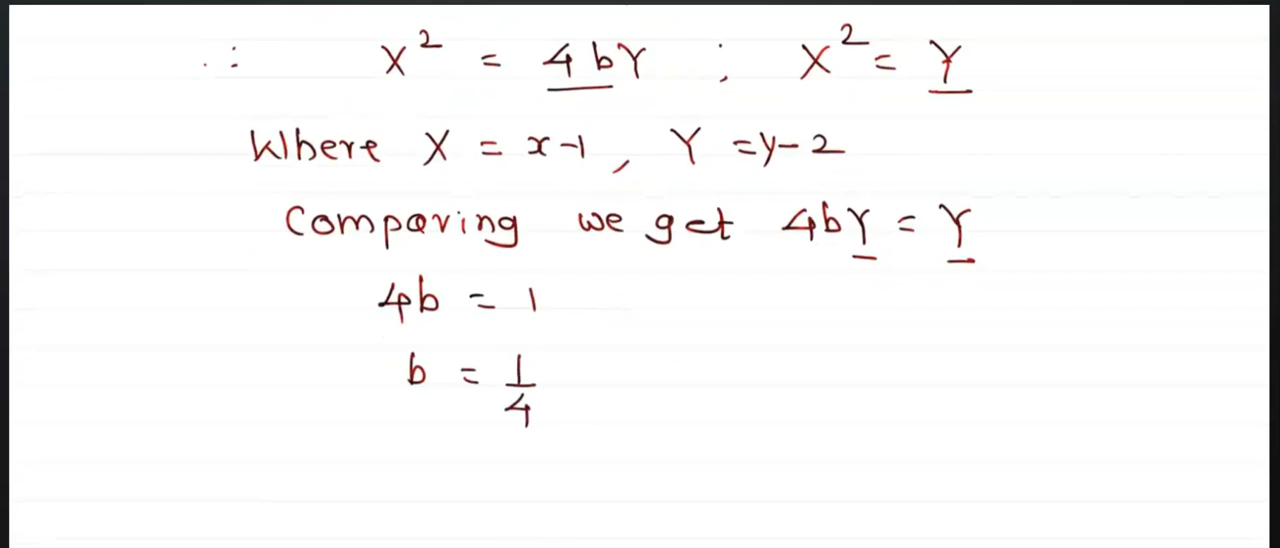 ∴ X² = 4bY ; X² = Y
Where X = x-1, Y = y-2
Comparing we get 4bY = Y
4b = 1
b = 1/4